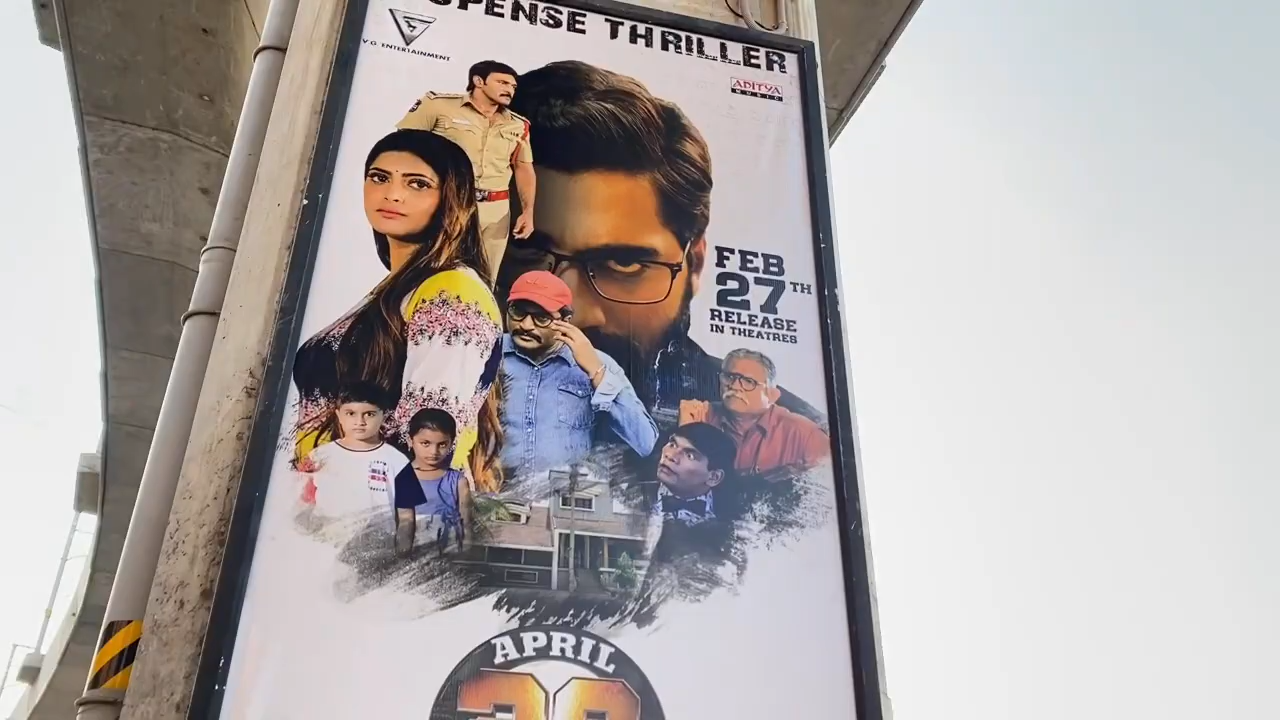 SPENSE THRILLER
V G. ENTERTAINMENT
ADITYA
MUSIC
FEB
27TH
RELEASE
IN THEATRES
APRIL